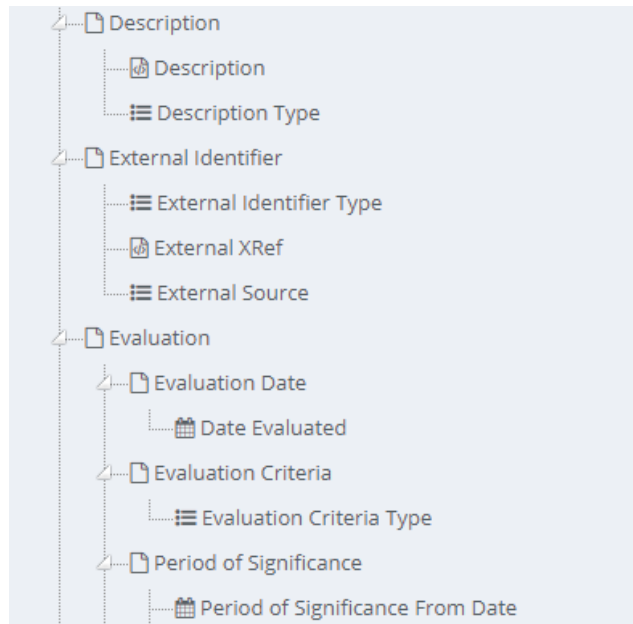 Description
Description
Description Type
External Identifier
External Identifier Type
External XRef
External Source
Evaluation
Evaluation Date
Date Evaluated
Evaluation Criteria
Evaluation Criteria Type
Period of Significance
Period of Significance From Date